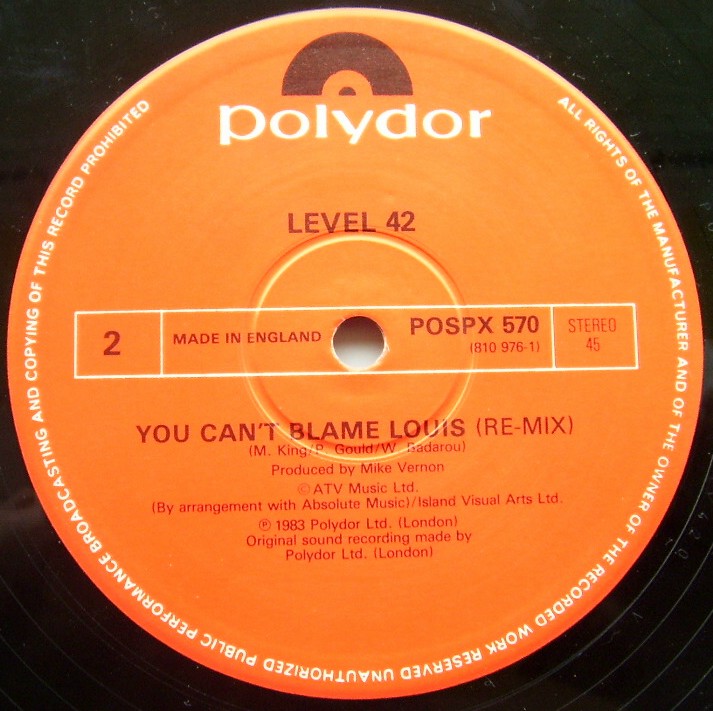 polydor
LEVEL 42
2
MADE IN ENGLAND
POSPX 570
(810 976-1)
STEREO
45
YOU CAN'T BLAME LOUIS (RE-MIX)
(M. King/P. Gould/W. Badarou)
Produced by Mike Vernon
©ATV Music Ltd.
(By arrangement with Absolute Music)/Island Visual Arts Ltd.
℗ 1983 Polydor Ltd. (London)
Original sound recording made by
Polydor Ltd. (London)
ALL RIGHTS OF THE MANUFACTURER AND OF THE OWNER OF THE RECORDED WORK RESERVED UNAUTHORIZED PUBLIC PERFORMANCE BROADCASTING AND COPYING OF THIS RECORD PROHIBITED